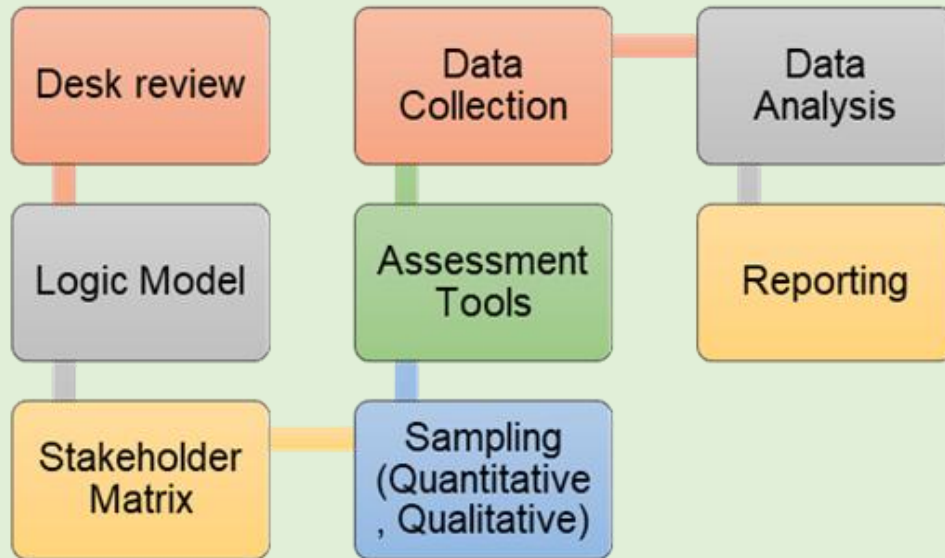 Desk review
Logic Model
Stakeholder
Matrix
Sampling
(Quantitative
, Qualitative)
Assessment
Tools
Data
Collection
Data
Analysis
Reporting